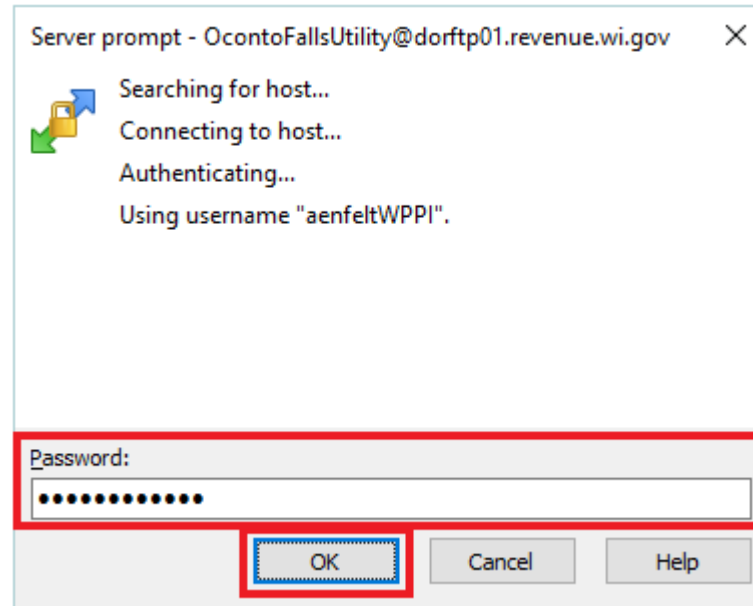 Server prompt - OcontoFallsUtility@dorftp01.revenue.wi.gov
Searching for host...
Connecting to host...
Authenticating...
Using username "aenfeltWPPI".
Password:
••••••••••••
OK Cancel Help